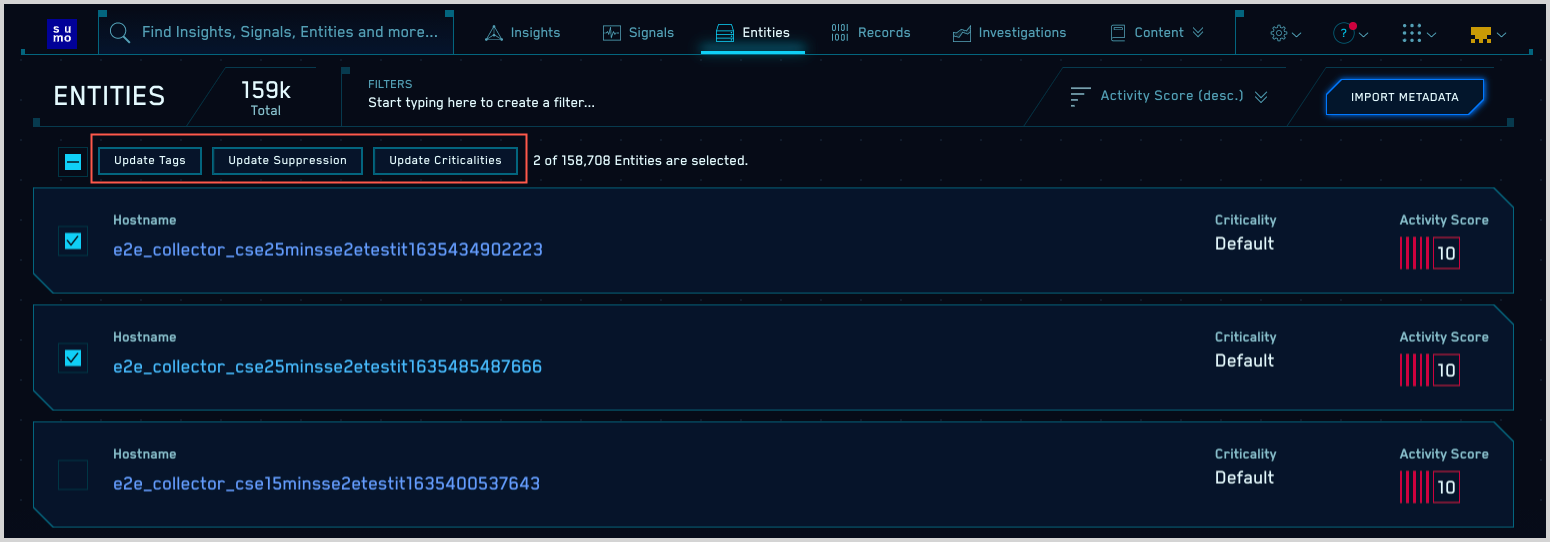 su
mo
Find Insights, Signals, Entities and more...
Insights
Signals
Entities
0101
1001
Records
Investigations
Content
?
ENTITIES
159k
Total
FILTERS
Start typing here to create a filter...
Activity Score (desc.)
IMPORT METADATA
Update Tags
Update Suppression
Update Criticalities
2 of 158,708 Entities are selected.
Hostname
e2e_collector_cse25minsse2etestit1635434902223
Criticality
Default
Activity Score
10
Hostname
e2e_collector_cse25minsse2etestit1635485487666
Criticality
Default
Activity Score
10
Hostname
e2e_collector_cse15minsse2etestit1635400537643
Criticality
Default
Activity Score
10